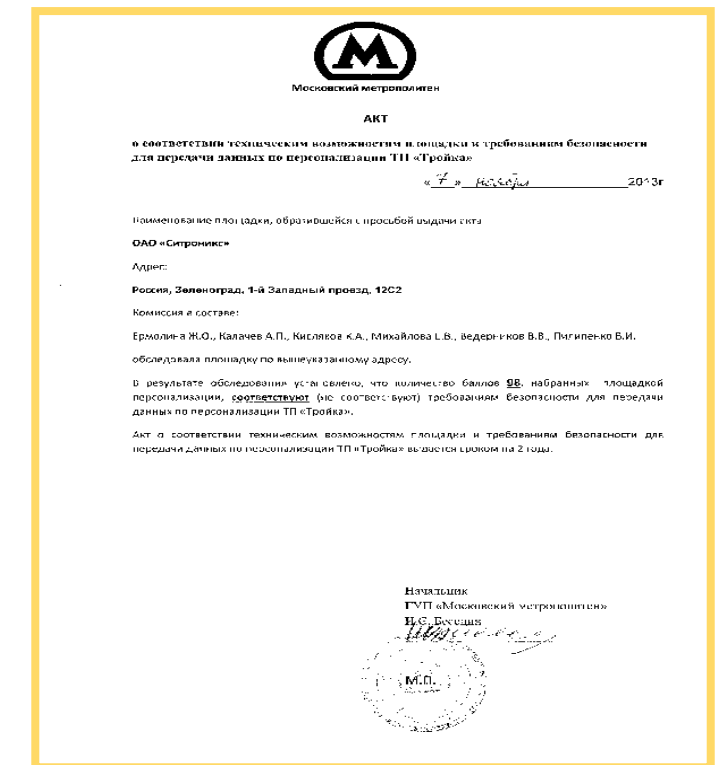 М
Московский метрополитен
АКТ
о соответствии техническим возможностям площадки и требованиям безопасности
для передачи данных по персонализации ТП «Тройка»
« 7 » ноября 2013г
Наименование площадки, обратившейся с просьбой выдачи акта
ОАО «Ситроникс»
Адрес:
Россия, Зеленоград, 1-й Западный проезд, 12С2
Комиссия в составе:
Ермолина Ж.О., Калачев А.П., Кисляков К.А., Михайлова Е.В., Ведерников В.В., Пилипенко В.И.
обследовала площадку по вышеуказанному адресу.
В результате обследования установлено, что количество баллов 98, набранных площадкой
персонализации, соответствуют (не соответствуют) требованиям безопасности для передачи
данных по персонализации ТП «Тройка».
Акт о соответствии техническим возможностям площадки и требованиям безопасности для
передачи данных по персонализации ТП «Тройка» выдается сроком на 2 года.
Начальник
ГУП «Московский метрополитен»
И.С. Беседин
М.П.